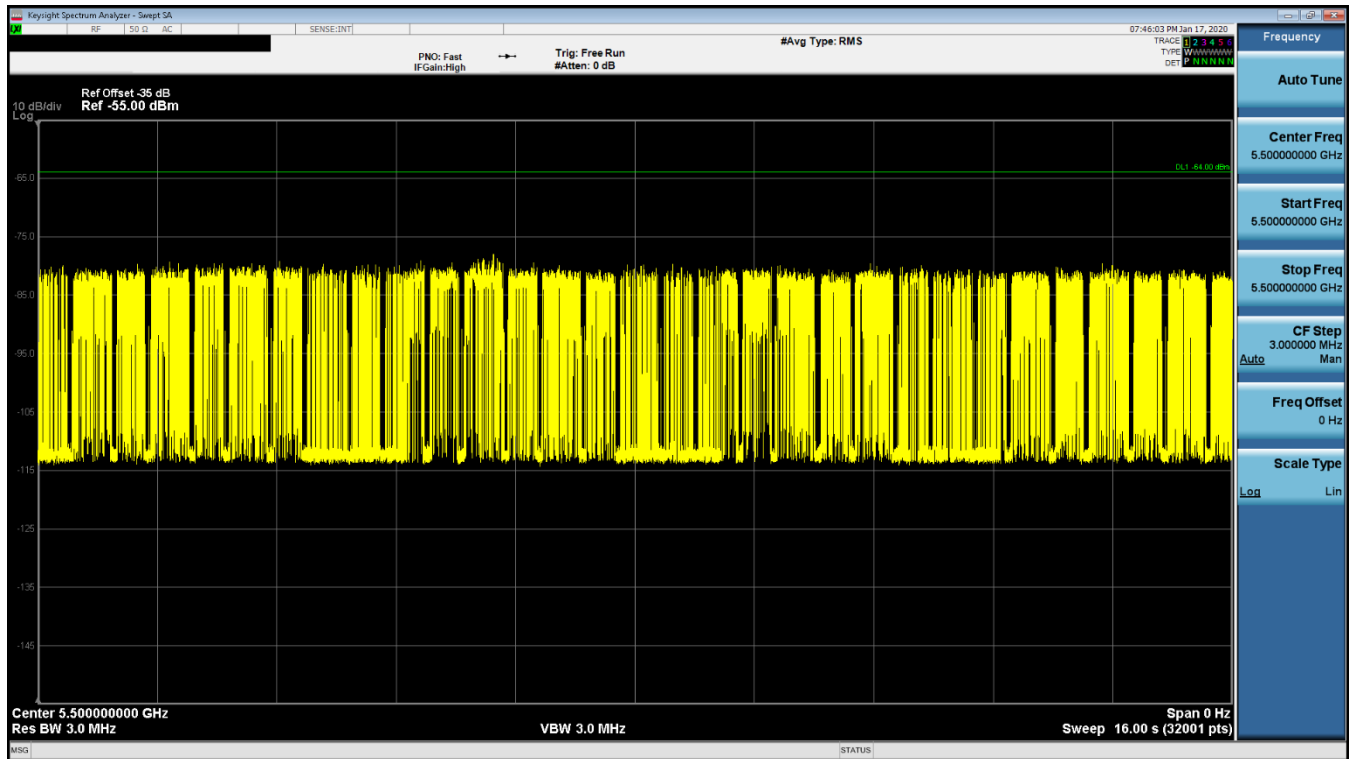 Keysight Spectrum Analyzer - Swept SA
RF 50 Ω AC SENSE:INT 07:46:03 PM Jan 17, 2020
#Avg Type: RMS
TRACE 1 2 3 4 5 6
PNO: Fast Trig: Free Run
TYPE WWWWWW
IFGain:High #Atten: 0 dB
DET P N N N N N
Ref Offset -35 dB
10 dB/div Ref -55.00 dBm
Log
DL1 -64.00 dBm
-65.0
-75.0
-85.0
-95.0
-105
-115
-125
-135
-145
Center 5.500000000 GHz Span 0 Hz
Res BW 3.0 MHz VBW 3.0 MHz Sweep 16.00 s (32001 pts)
MSG STATUS
Frequency
Auto Tune
Center Freq
5.500000000 GHz
Start Freq
5.500000000 GHz
Stop Freq
5.500000000 GHz
CF Step
3.000000 MHz
Auto Man
Freq Offset
0 Hz
Scale Type
Log Lin